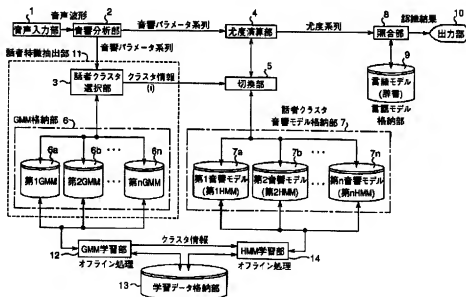 1
音声入力部
音声波形
2
音響分析部
音響パラメータ系列
4
尤度演算部
尤度系列
8
照合部
認識結果
10
出力部
音響パラメータ系列
話者特徴抽出部 11
3
話者クラスタ
選択部
クラスタ情報
(i)
5
切換部
9
言語モデル
(辞書)
言語モデル
格納部
GMM格納部 6
6a
第1GMM
6b
第2GMM
...
6n
第nGMM
話者クラスタ
音響モデル格納部 7
7a
第1音響モデル
(第1HMM)
7b
第2音響モデル
(第2HMM)
...
7n
第n音響モデル
(第nHMM)
クラスタ情報
GMM学習部
12
オフライン処理
HMM学習部
オフライン処理
14
13
学習データ格納部